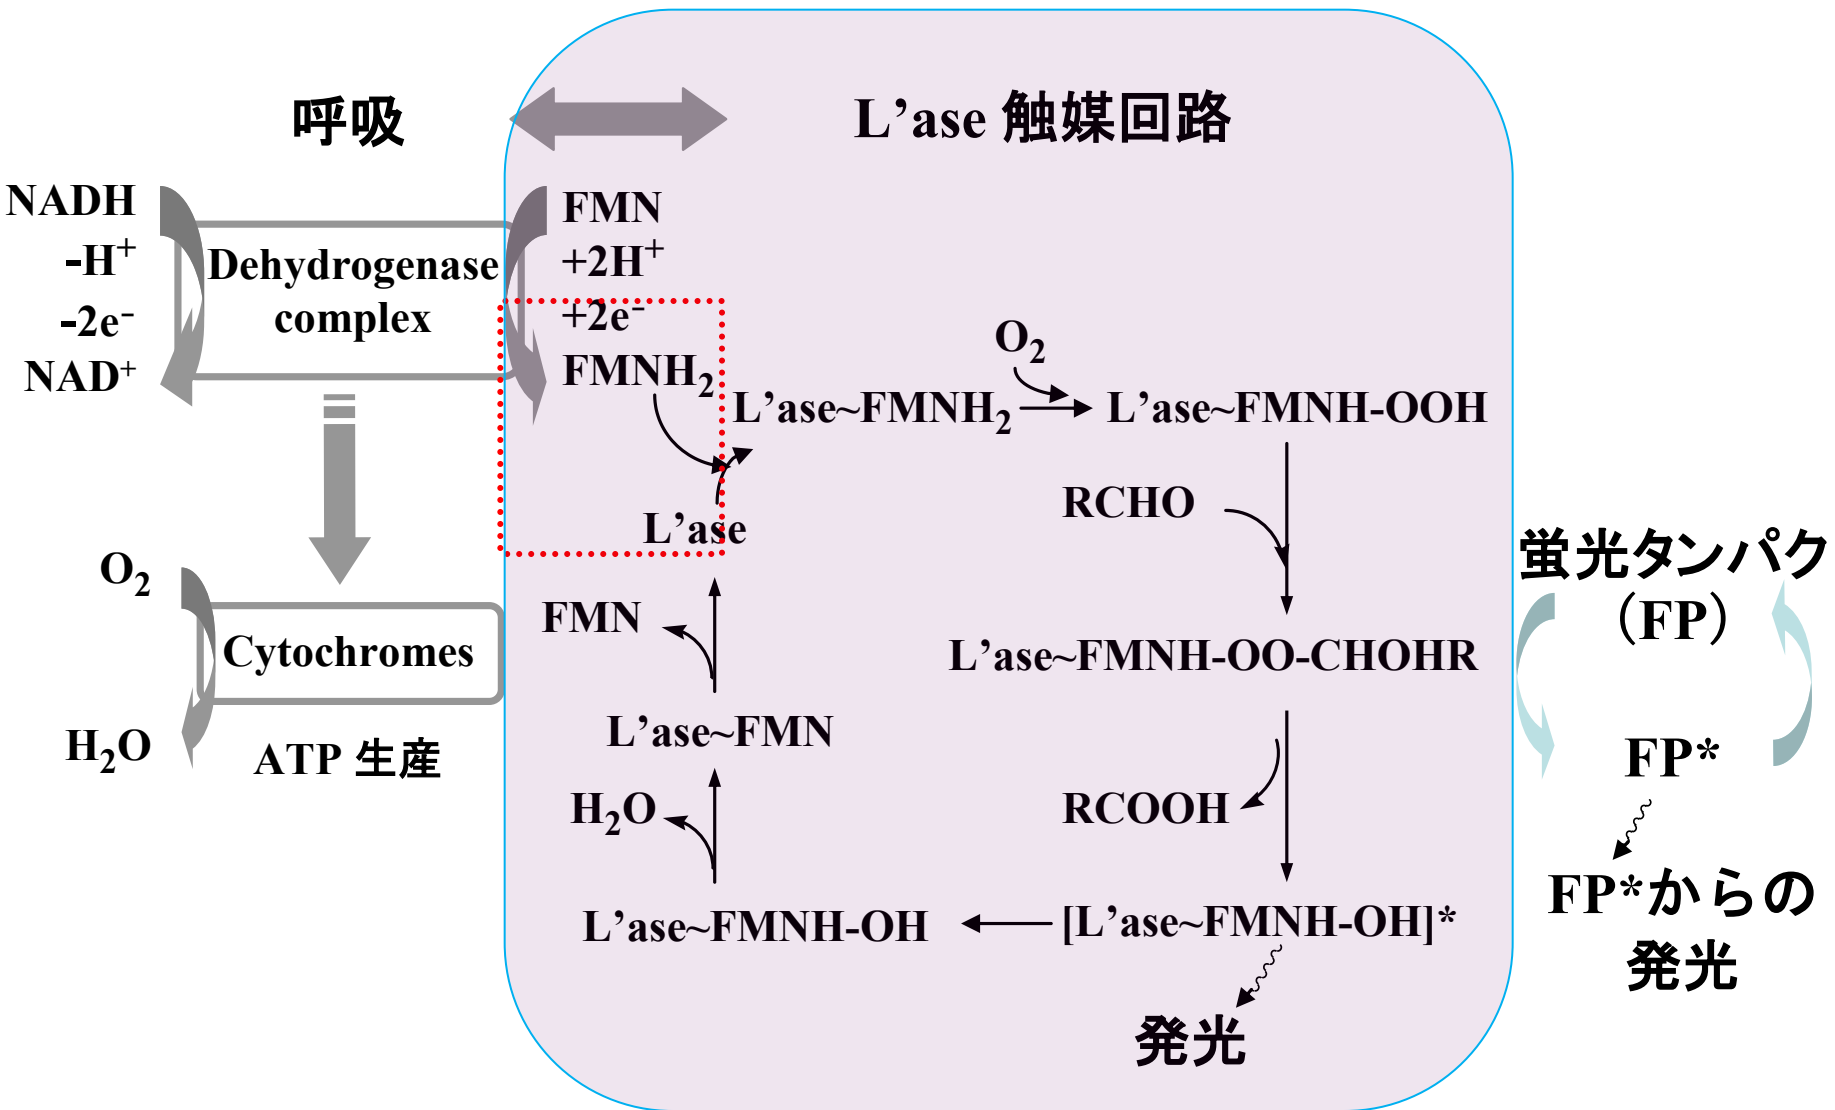 呼吸
L’ase 触媒回路
NADH
-H⁺
-2e⁻
NAD⁺
Dehydrogenase
complex
FMN
+2H⁺
+2e⁻
FMNH₂
O₂
L’ase~FMNH₂
L’ase~FMNH-OOH
RCHO
L’ase
O₂
Cytochromes
H₂O
ATP 生産
FMN
L’ase~FMNH-OO-CHOHR
蛍光タンパク
（FP）
L’ase~FMN
FP*
H₂O
RCOOH
L’ase~FMNH-OH
[L’ase~FMNH-OH]*
FP*からの
発光
発光